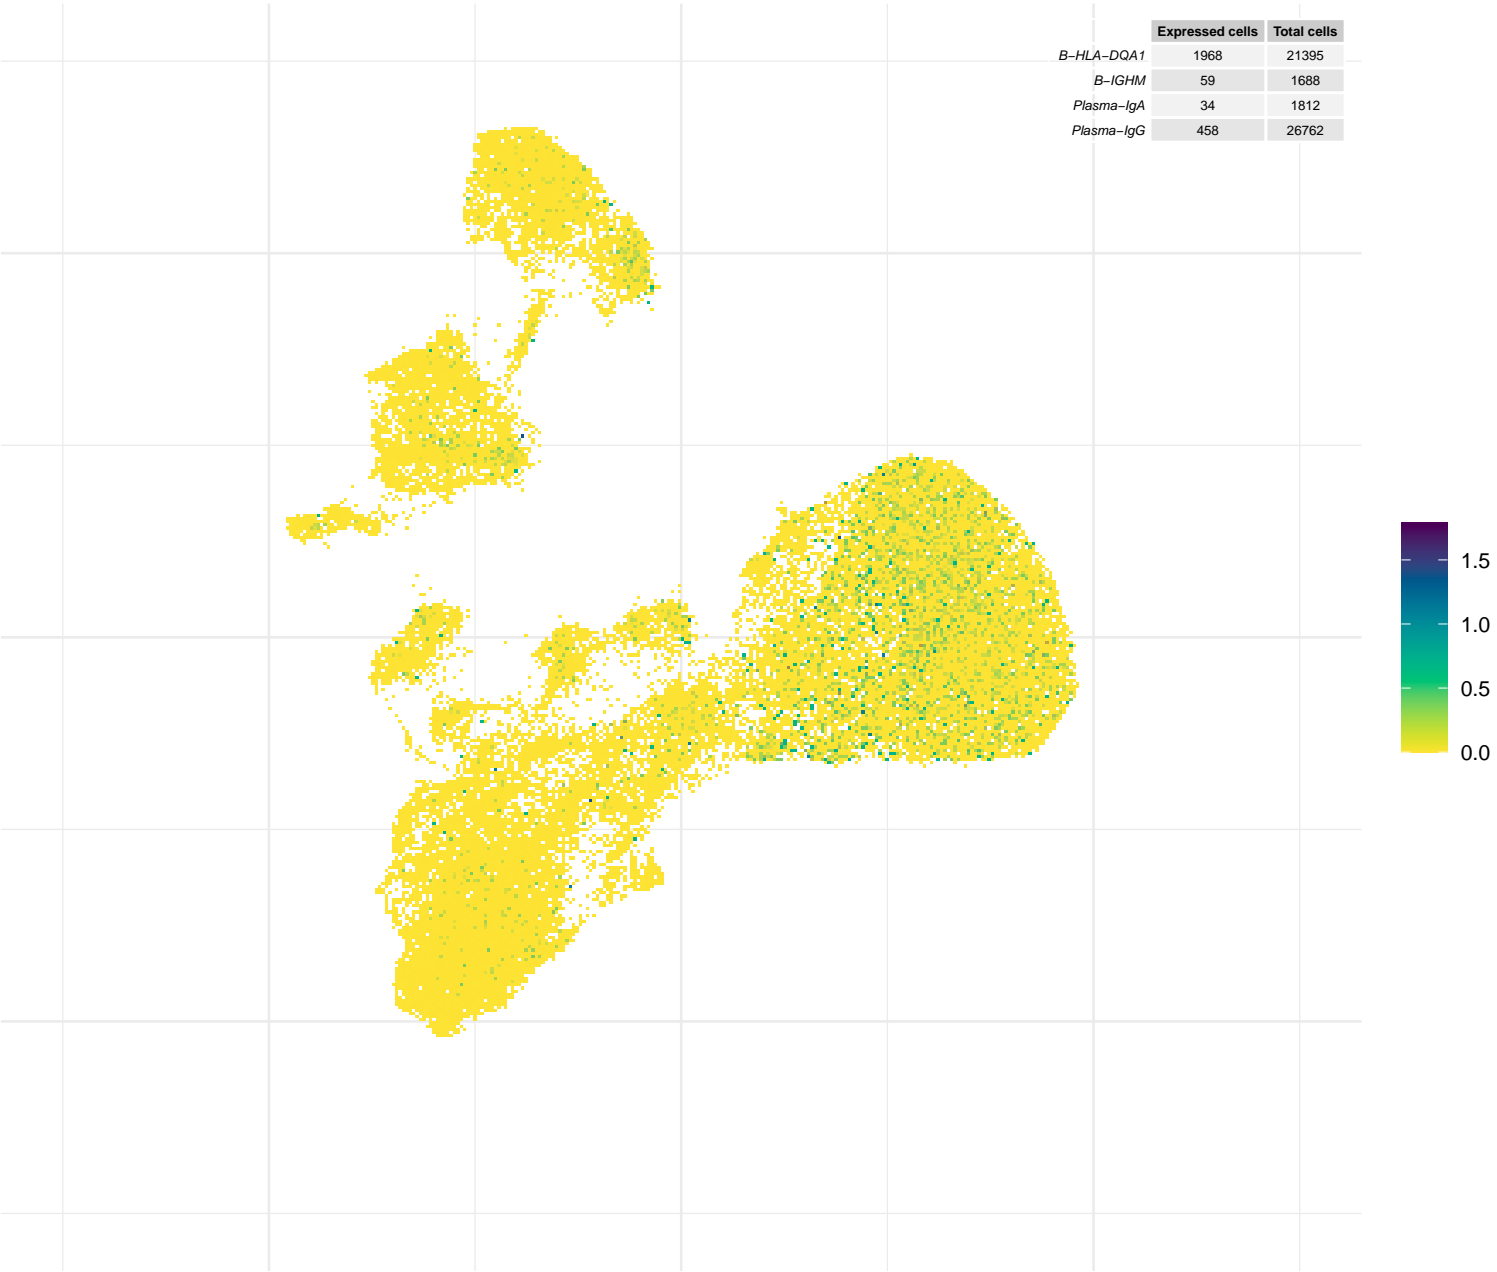 Expressed cells Total cells
B−HLA−DQA1 1968 21395
B−IGHM 59 1688
Plasma−IgA 34 1812
Plasma−IgG 458 26762
1.5
1.0
0.5
0.0